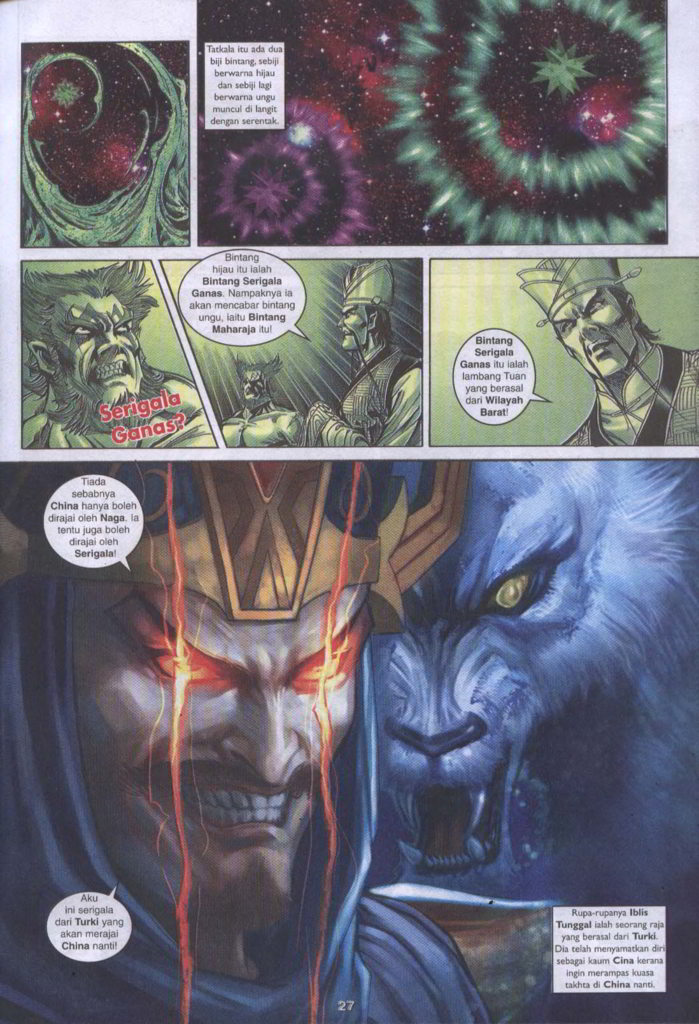 Tatkala itu ada dua
biji bintang, sebiji
berwarna hijau
dan sebiji lagi
berwarna ungu
muncul di langit
dengan serentak.
Serigala
Ganas?
Bintang
hijau itu ialah
Bintang Serigala
Ganas. Nampaknya ia
akan mencabar bintang
ungu, iaitu Bintang
Maharaja itu!
Bintang
Serigala
Ganas itu ialah
lambang Tuan
yang berasal
dari Wilayah
Barat!
Tiada
sebabnya
China hanya boleh
dirajai oleh Naga. Ia
tentu juga boleh
dirajai oleh
Serigala!
Aku
ini serigala
dari Turki yang
akan merajai
China nanti!
Rupa-rupanya Iblis
Tunggal ialah seorang raja
yang berasal dari Turki.
Dia telah menyamatkan diri
sebagai kaum Cina kerana
ingin merampas kuasa
takhta di China nanti.
27